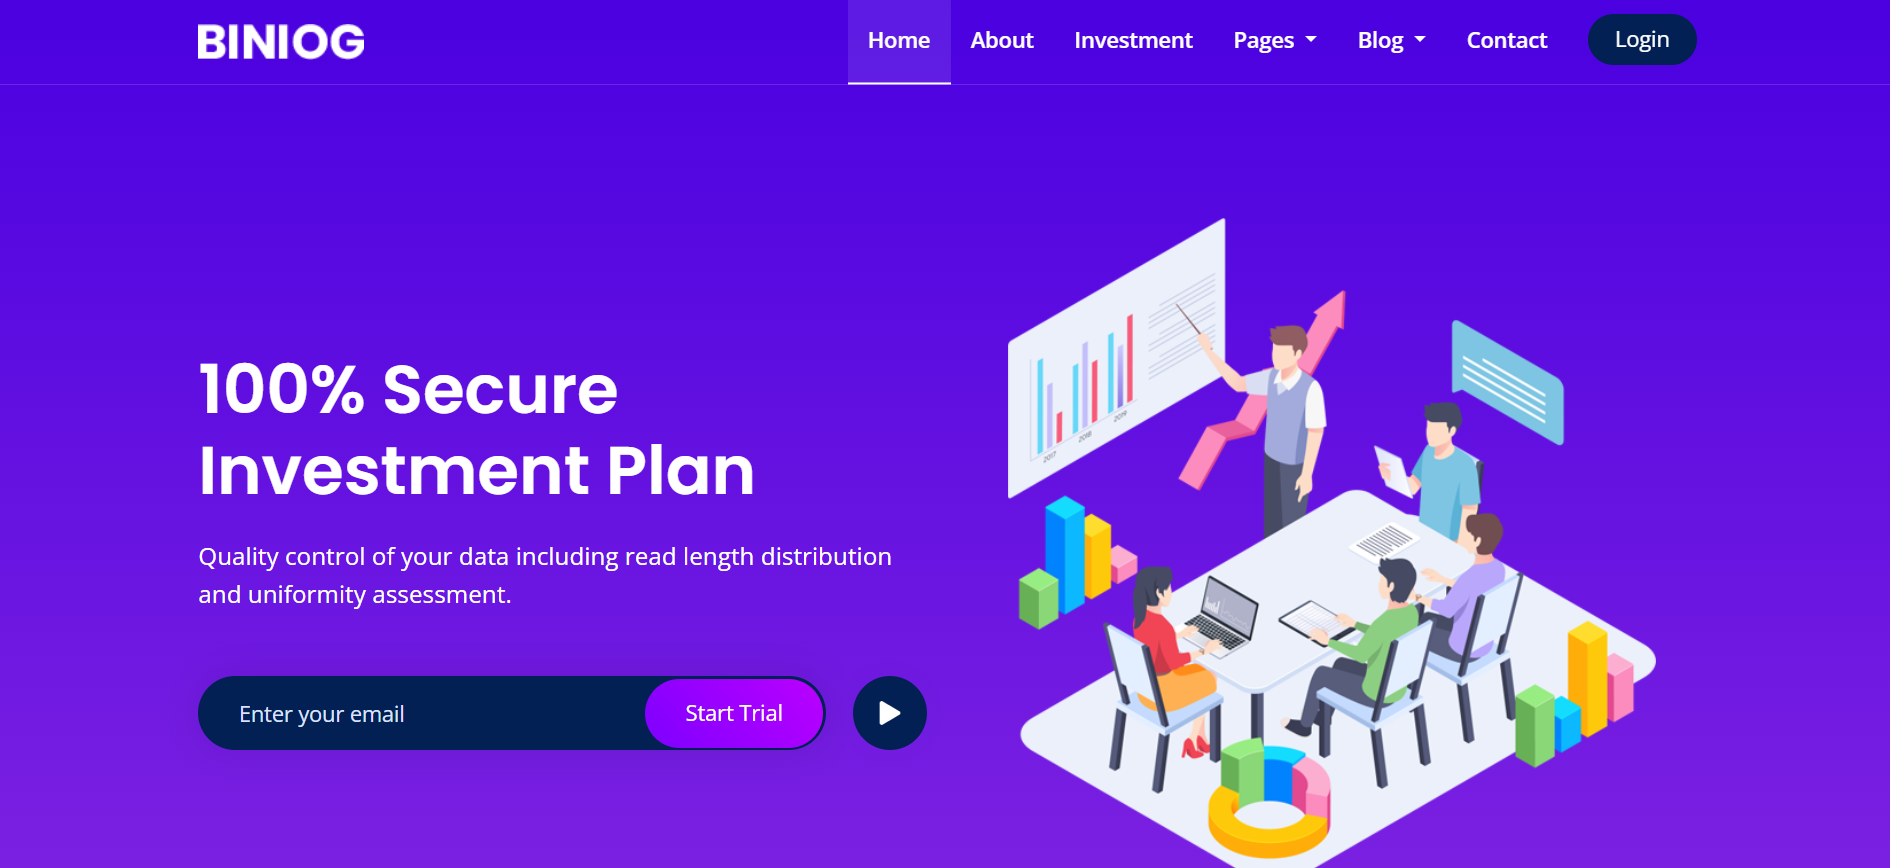 BINIOG
Home About Investment Pages Blog Contact Login
100% Secure
Investment Plan
Quality control of your data including read length distribution
and uniformity assessment.
Enter your email Start Trial
2017 2018 2019